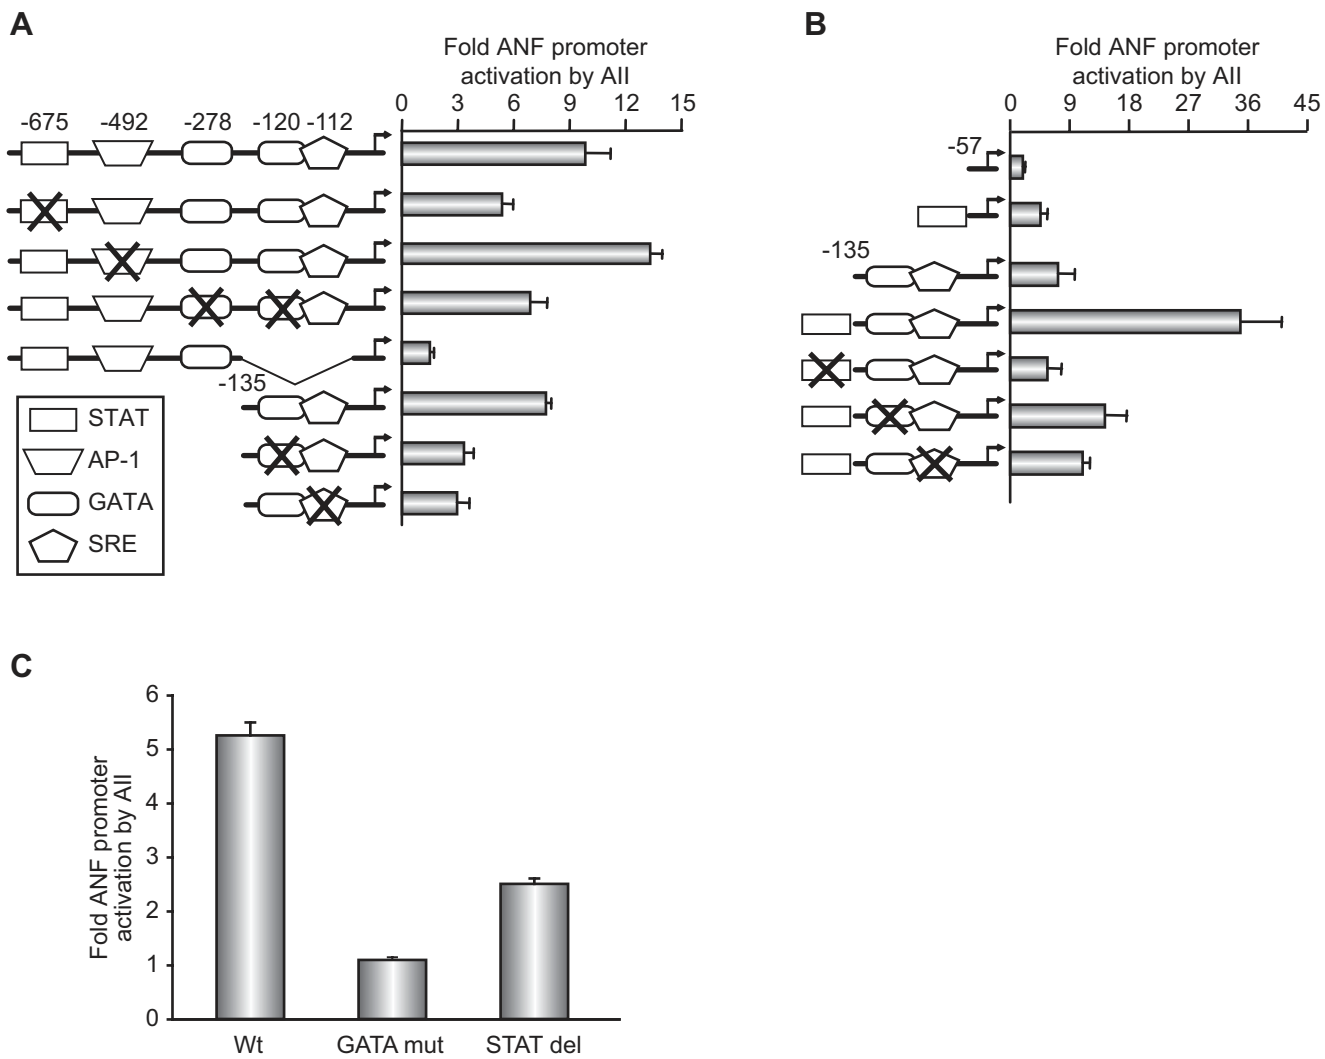 A
Fold ANF promoter
activation by AII
0 3 6 9 12 15
-675 -492 -278 -120 -112
-135
STAT
AP-1
GATA
SRE
B
Fold ANF promoter
activation by AII
0 9 18 27 36 45
-57
-135
C
Fold ANF promoter
activation by AII
6
5
4
3
2
1
0
Wt GATA mut STAT del